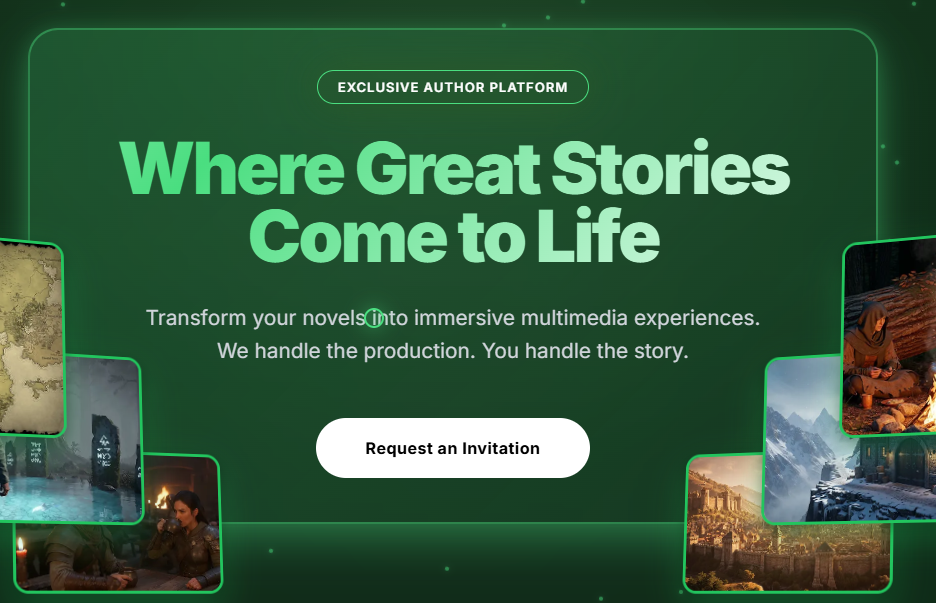 EXCLUSIVE AUTHOR PLATFORM
Where Great Stories
Come to Life
Transform your novels into immersive multimedia experiences.
We handle the production. You handle the story.
Request an Invitation